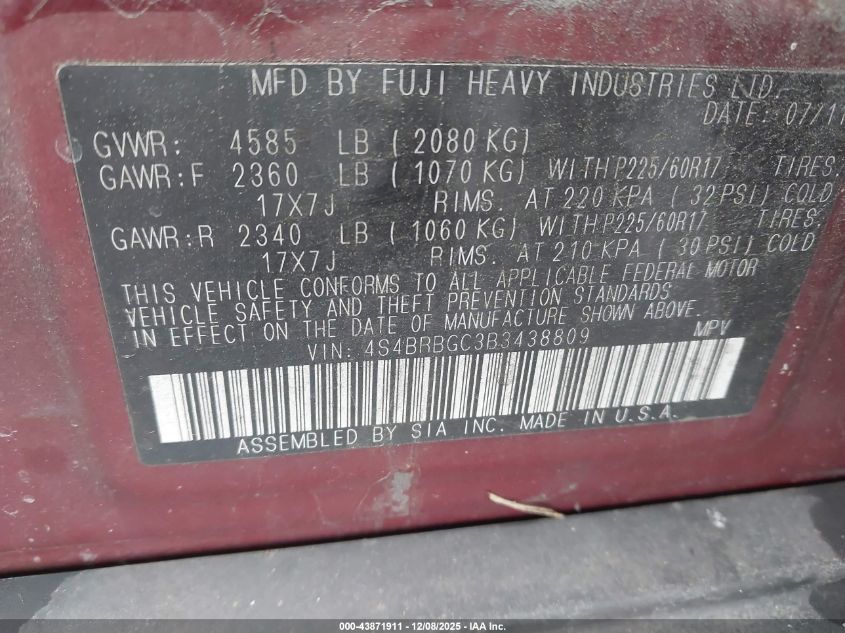 MFD BY FUJI HEAVY INDUSTRIES LTD.
DATE: 07/11
GVWR: 4585 LB ( 2080 KG)
GAWR:F 2360 LB ( 1070 KG) WITH P225/60R17 TIRES:
17X7J RIMS. AT 220 KPA ( 32PSI) COLD
GAWR:R 2340 LB ( 1060 KG) WITH P225/60R17 TIRES:
17X7J RIMS. AT 210 KPA ( 30 PSI) COLD
THIS VEHICLE CONFORMS TO ALL APPLICABLE FEDERAL MOTOR
VEHICLE SAFETY AND THEFT PREVENTION STANDARDS
IN EFFECT ON THE DATE OF MANUFACTURE SHOWN ABOVE.
VIN: 4S4BRBGC3B3438809 MPV
ASSEMBLED BY SIA INC. MADE IN U.S.A.
000-43871911 - 12/08/2025 - IAA Inc.